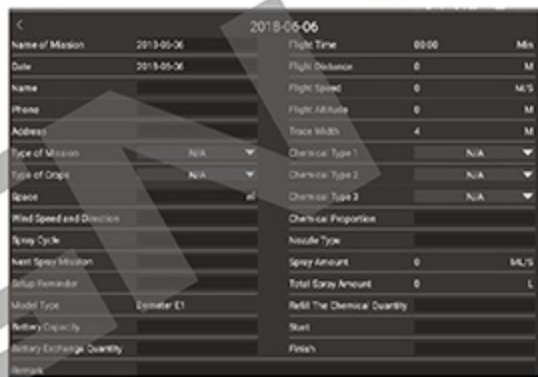 2018-06-06
Name of Mission 2018-06-06
Date 2018-06-06
Name
Phone
Address
Type of Mission N/A
Type of Crops N/A
Space
Wind Speed and Direction
Spray Cycle
Next Spray Mission
Setup Reminder
Model Type Demeter E1
Battery Capacity
Battery Exchange Quantity
Remark
Flight Time 00:00 Min
Flight Distance 0 M
Flight Speed 0 M/S
Flight Altitude 0 M
Trace Width 4 M
Chemical Type 1 N/A
Chemical Type 2 N/A
Chemical Type 3 N/A
Chemical Proportion
Nozzle Type
Spray Amount 0 ML/S
Total Spray Amount 0 L
Refill The Chemical Quantity
Start
Finish